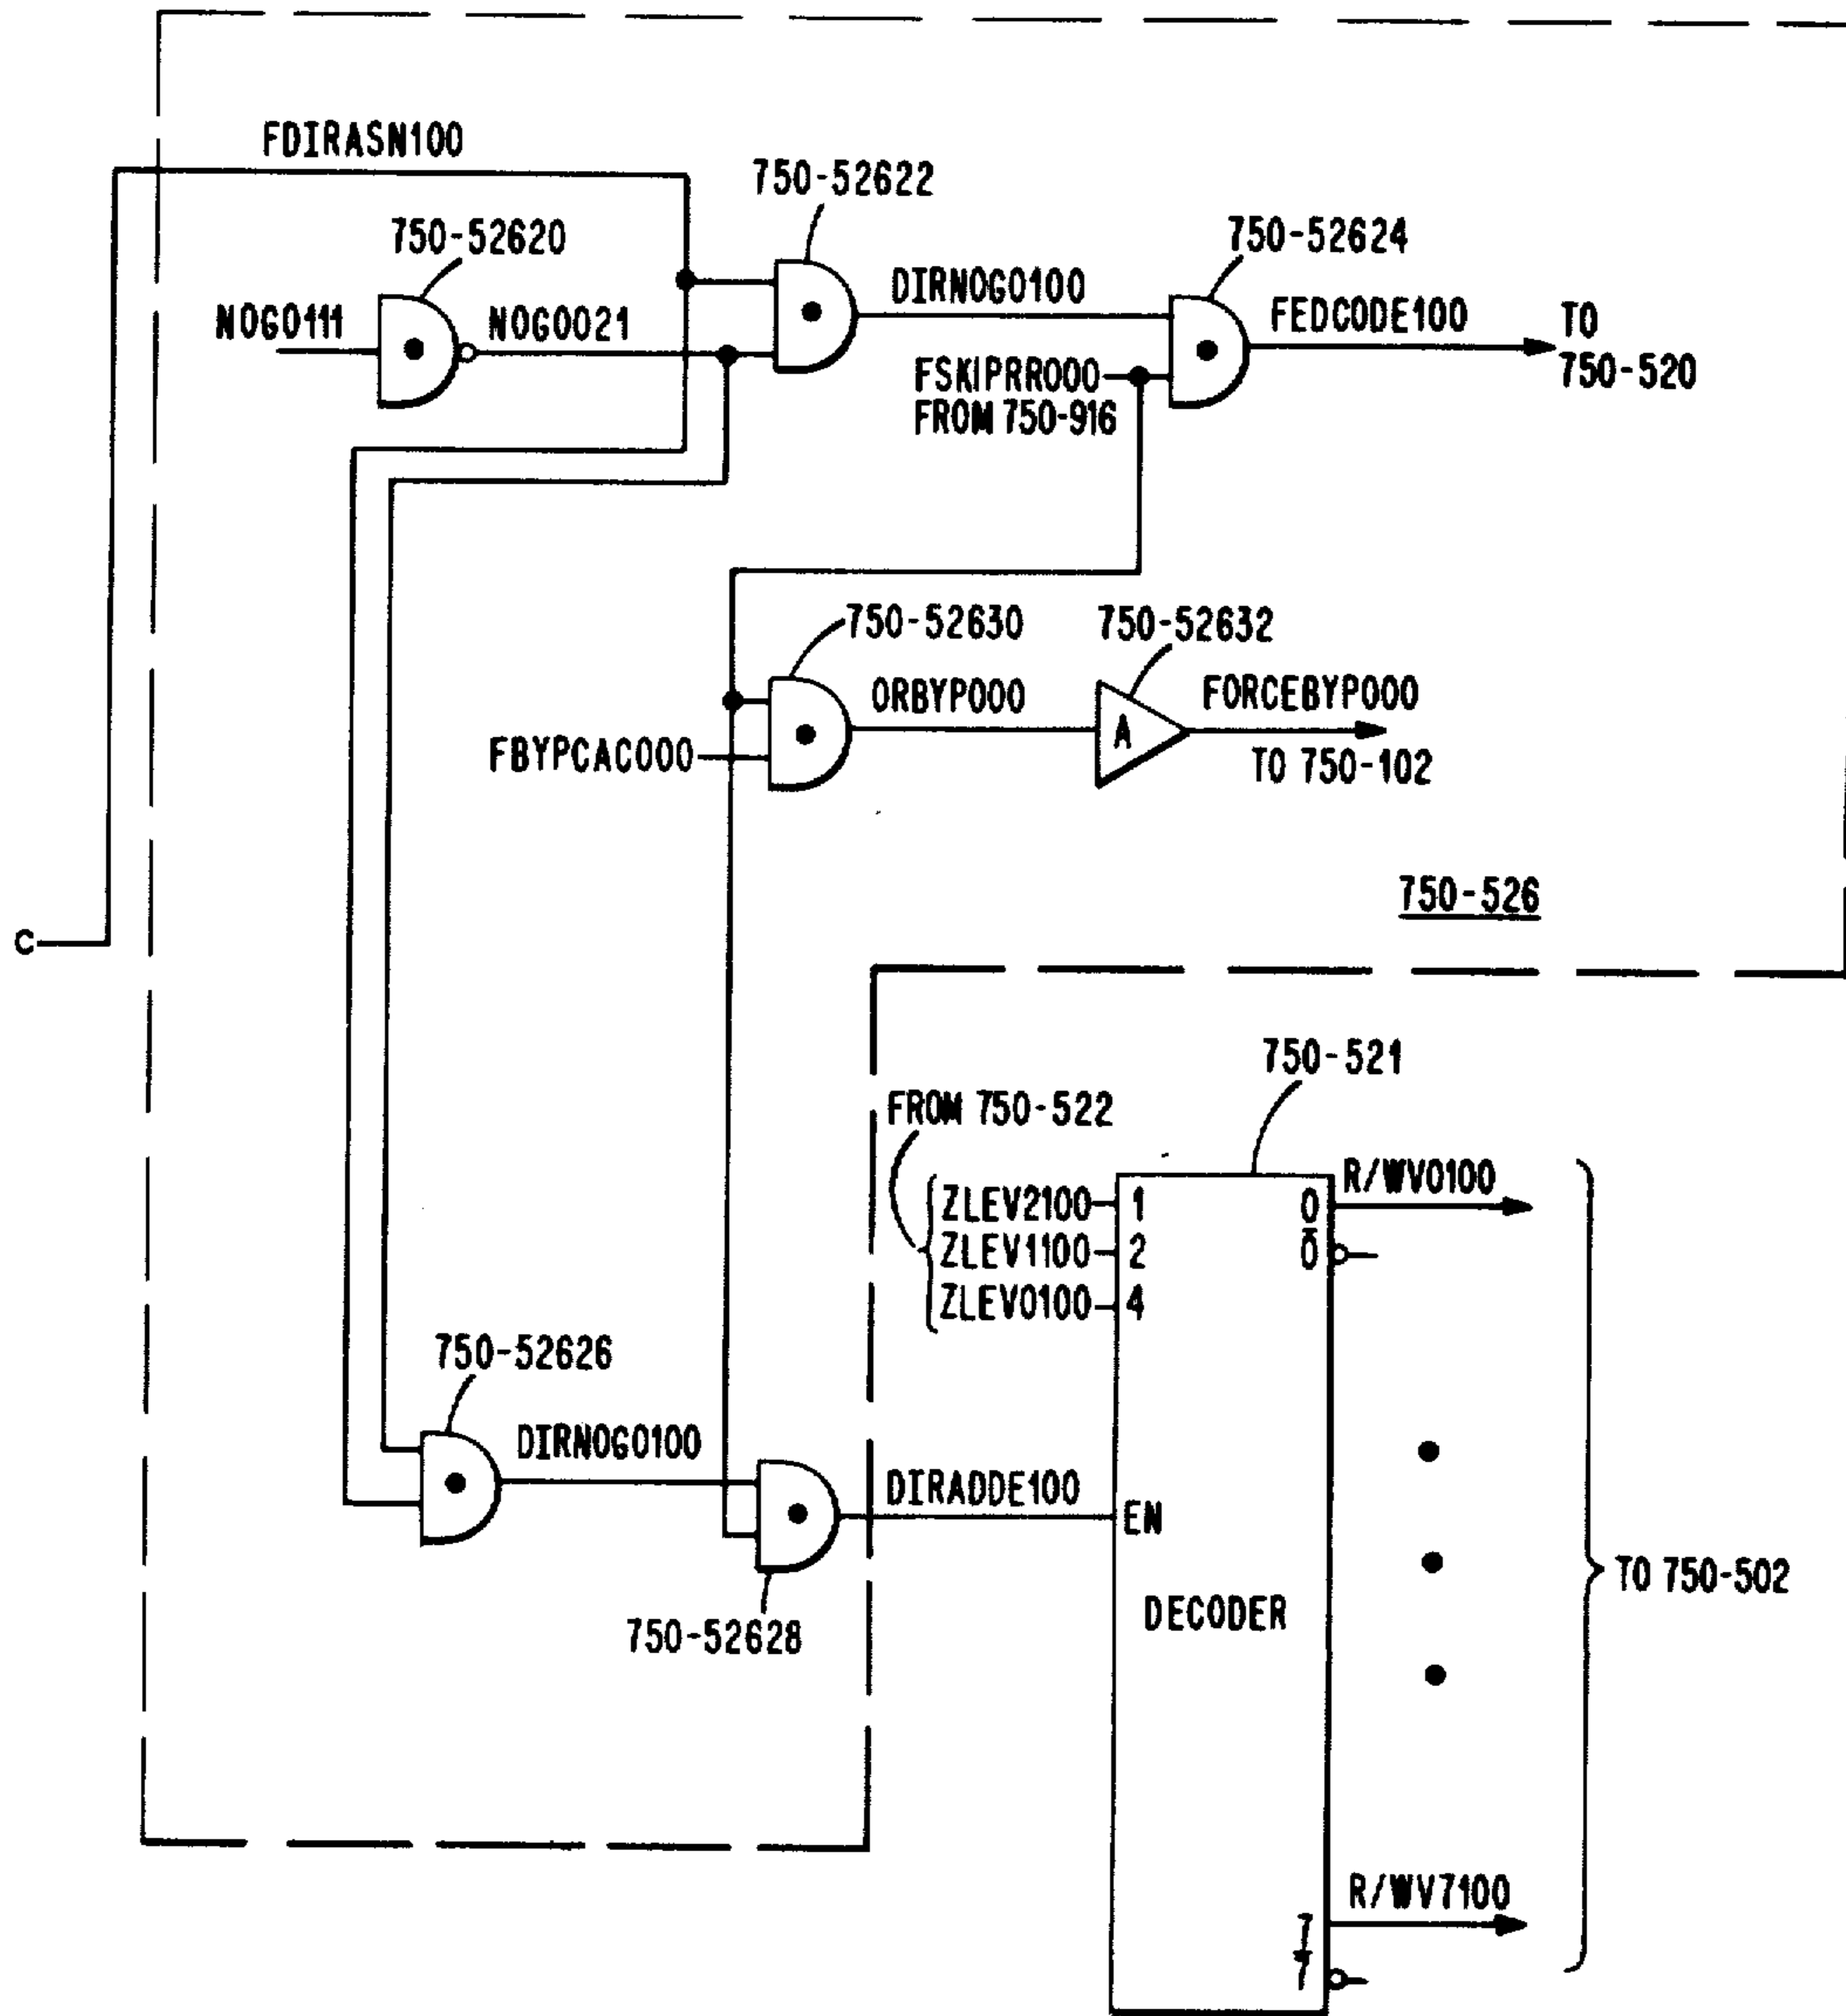 FDIRASN100
750-52622
750-52620
750-52624
NOGO111
NOGO021
DIRNOGO100
FEDCODE100
TO
750-520
FSKIPRR000
FROM 750-916
750-52630
750-52632
ORBYP000
FORCEBYP000
A
FBYPCAC000
TO 750-102
750-526
C
750-521
FROM 750-522
ZLEV2100
1
0
R/WV0100
ZLEV1100
2
0̅
ZLEV0100
4
750-52626
DIRNOGO100
DIRADDE100
EN
TO 750-502
DECODER
750-52628
R/WV7100
7
7̅